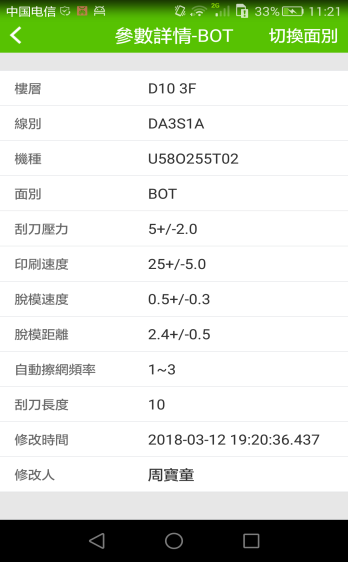 中国电信 2G 33% 11:21
參數詳情-BOT 切換面別
樓層 D10 3F
線別 DA3S1A
機種 U58O255T02
面別 BOT
刮刀壓力 5+/-2.0
印刷速度 25+/-5.0
脫模速度 0.5+/-0.3
脫模距離 2.4+/-0.5
自動擦網頻率 1~3
刮刀長度 10
修改時間 2018-03-12 19:20:36.437
修改人 周寶童